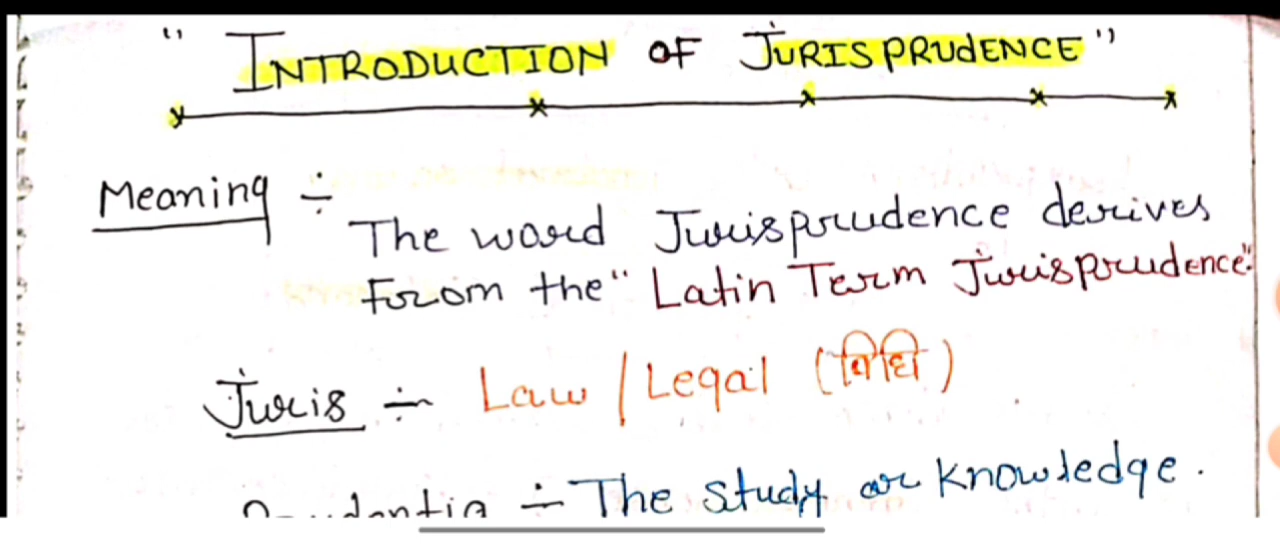 " INTRODUCTION OF JURISPRUDENCE"
Meaning ÷
The word Jurisprudence derives
From the "Latin Term Jurisprudence".
Juris ÷ Law / Legal (विधि)
Prudentia ÷ The study or knowledge.